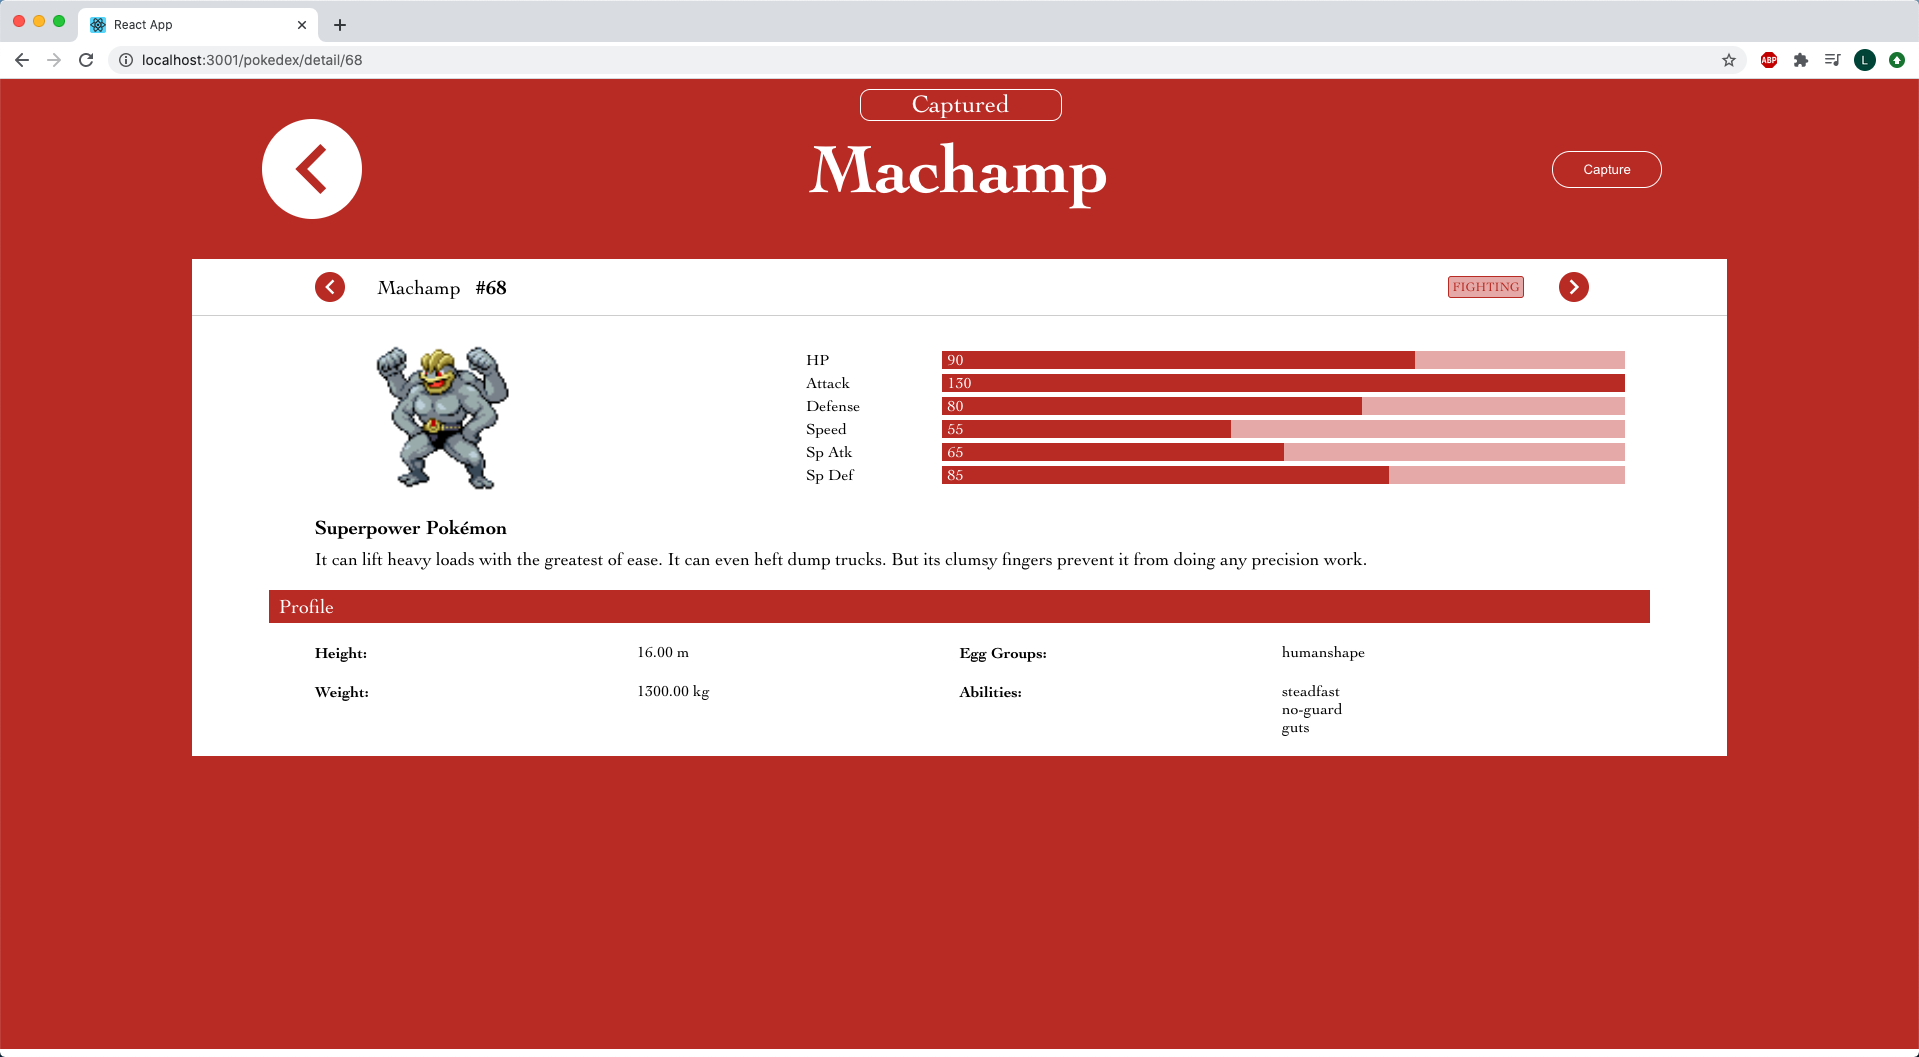 React App
localhost:3001/pokedex/detail/68
ABP
L
Captured
Machamp
Capture
Machamp #68
FIGHTING
HP 90
Attack 130
Defense 80
Speed 55
Sp Atk 65
Sp Def 85
Superpower Pokémon
It can lift heavy loads with the greatest of ease. It can even heft dump trucks. But its clumsy fingers prevent it from doing any precision work.
Profile
Height: 16.00 m Egg Groups: humanshape
Weight: 1300.00 kg Abilities: steadfast
no-guard
guts